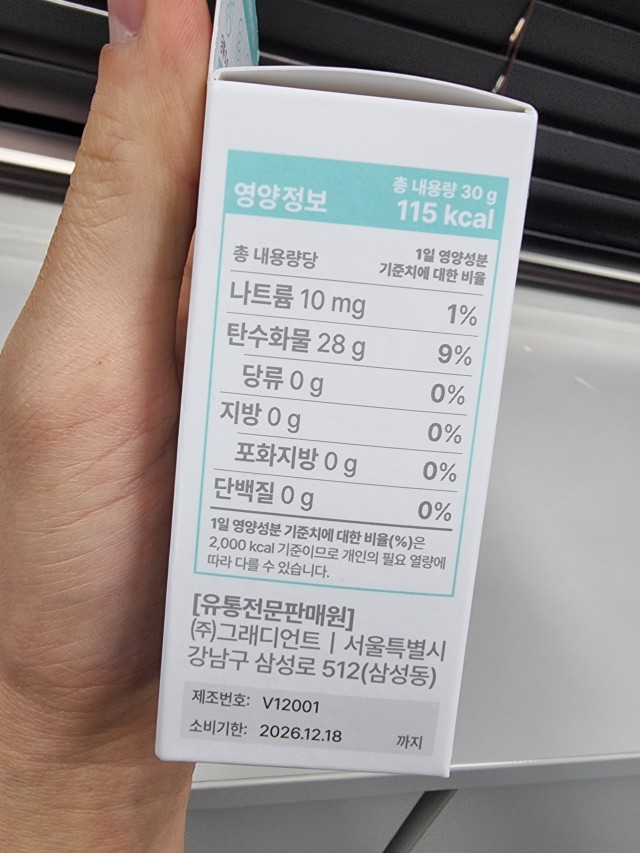 영양정보
총 내용량 30 g
115 kcal
총 내용량당
1일 영양성분
기준치에 대한 비율
나트륨 10 mg 1%
탄수화물 28 g 9%
당류 0 g 0%
지방 0 g 0%
포화지방 0 g 0%
단백질 0 g 0%
1일 영양성분 기준치에 대한 비율(%)은
2,000 kcal 기준이므로 개인의 필요 열량에
따라 다를 수 있습니다.
[유통전문판매원]
(주)그래디언트 | 서울특별시
강남구 삼성로 512(삼성동)
제조번호: V12001
소비기한: 2026.12.18 까지